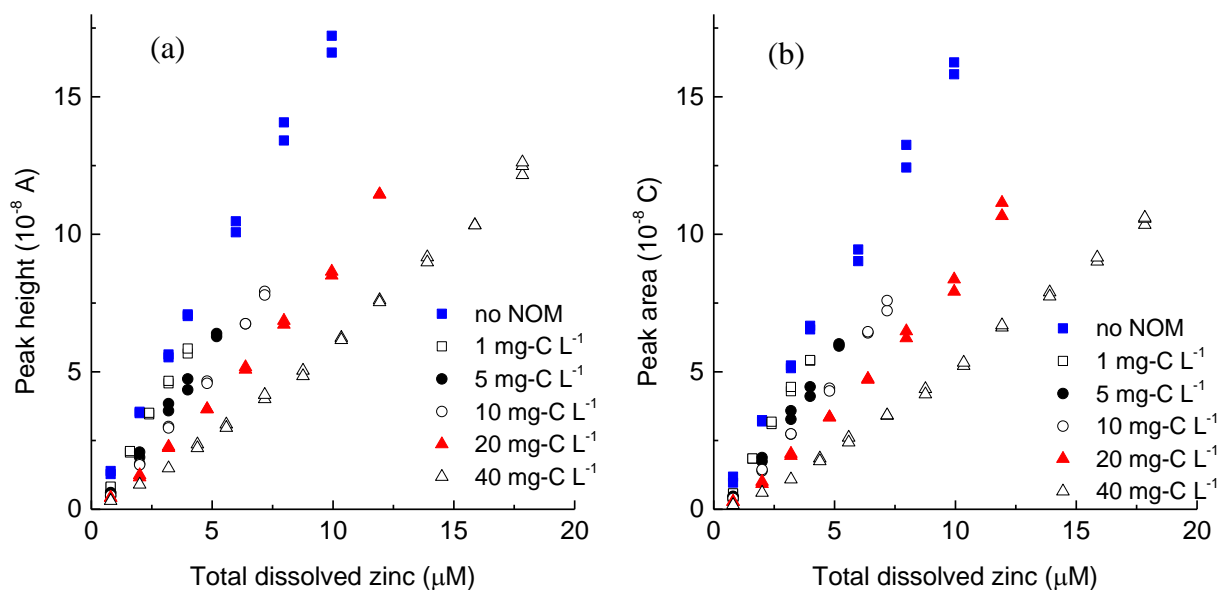 (a)
Peak height (10⁻⁸ A)
15
10
5
0
0 5 10 15 20
Total dissolved zinc (μM)
no NOM
1 mg-C L⁻¹
5 mg-C L⁻¹
10 mg-C L⁻¹
20 mg-C L⁻¹
40 mg-C L⁻¹
(b)
Peak area (10⁻⁸ C)
15
10
5
0
0 5 10 15 20
Total dissolved zinc (μM)
no NOM
1 mg-C L⁻¹
5 mg-C L⁻¹
10 mg-C L⁻¹
20 mg-C L⁻¹
40 mg-C L⁻¹